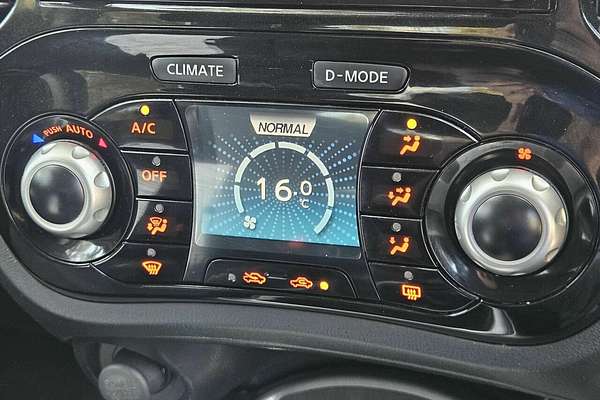 CLIMATE
D-MODE
PUSH AUTO
A/C
NORMAL
OFF
16.0
°C